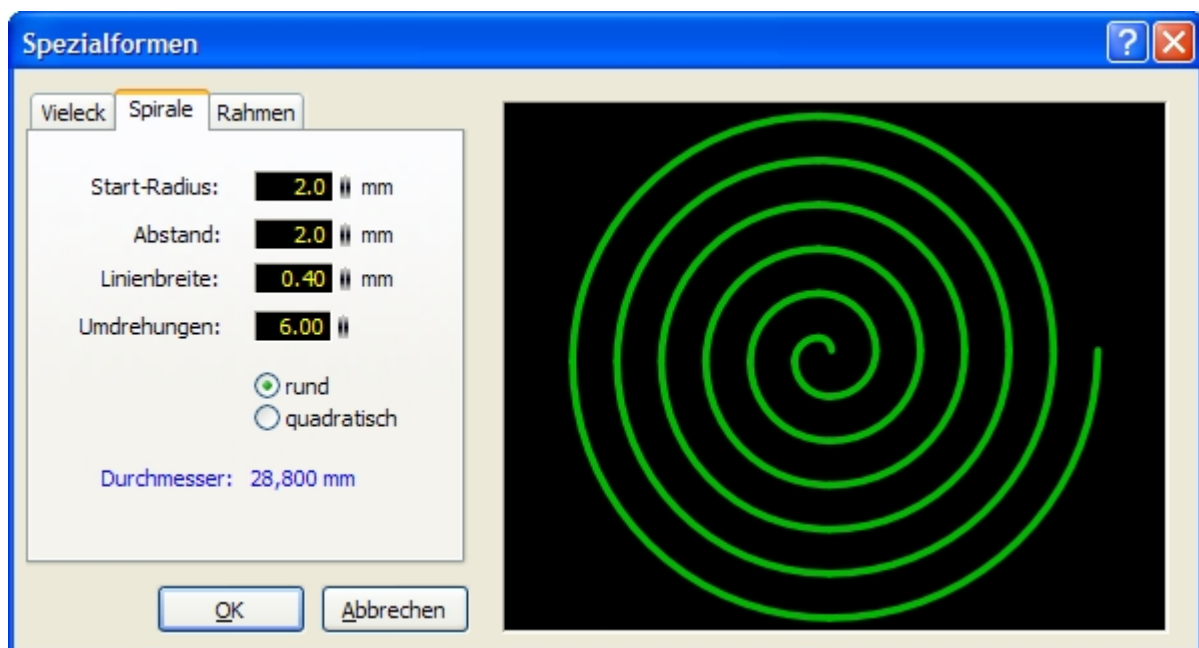 Spezialformen
Vieleck Spirale Rahmen
Start-Radius: 2.0 mm
Abstand: 2.0 mm
Linienbreite: 0.40 mm
Umdrehungen: 6.00
rund
quadratisch
Durchmesser: 28,800 mm
OK Abbrechen